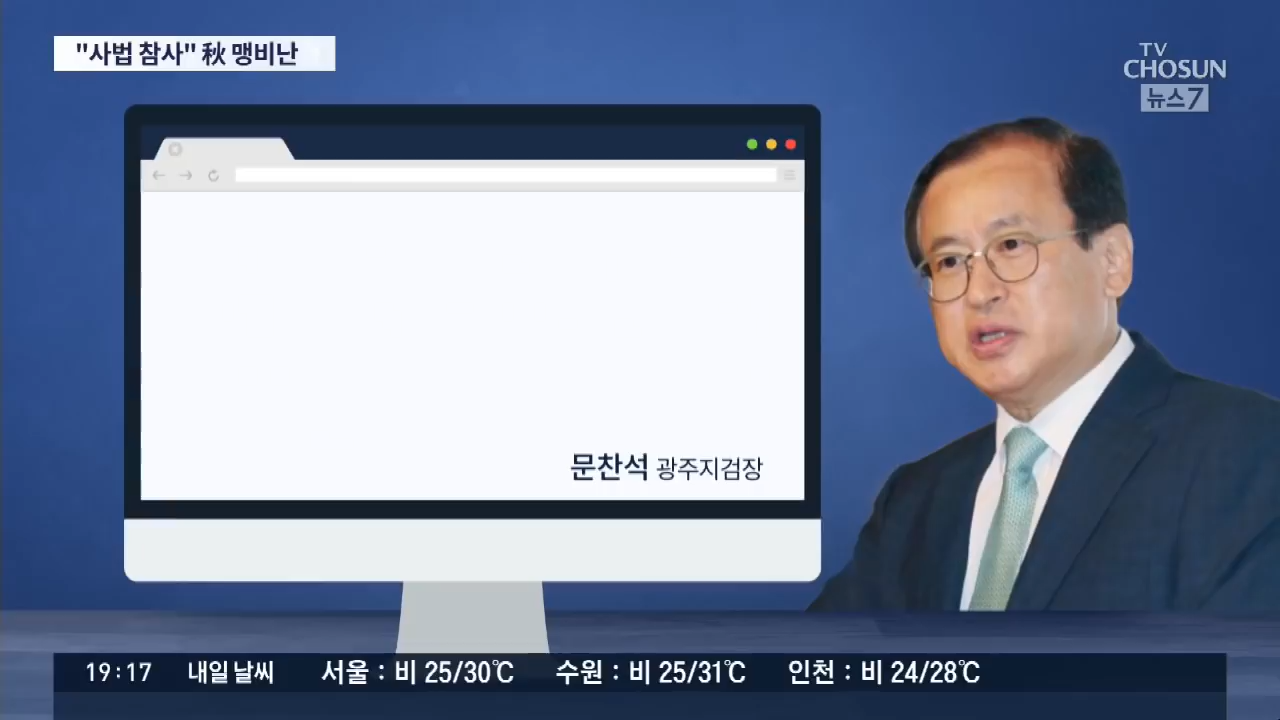 "사법 참사" 秋 맹비난
TV
CHOSUN
뉴스7
문찬석 광주지검장
19:17 내일 날씨 서울 : 비 25/30℃ 수원 : 비 25/31℃ 인천 : 비 24/28℃